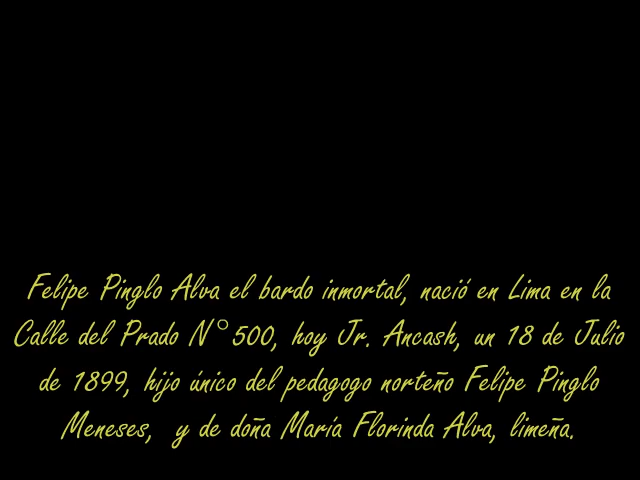 Felipe Pinglo Alva el bardo inmortal, nació en Lima en la
Calle del Prado N° 500, hoy Jr. Ancash, un 18 de Julio
de 1899, hijo único del pedagogo norteño Felipe Pinglo
Meneses, y de doña María Florinda Alva, limeña.